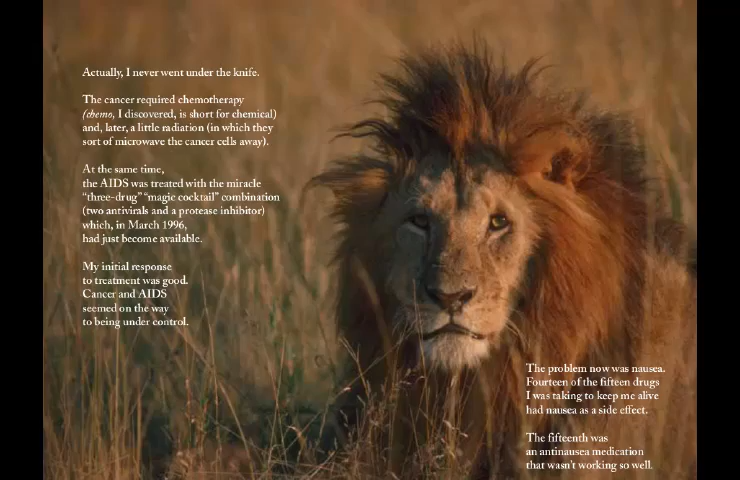 Actually, I never went under the knife.
The cancer required chemotherapy
(chemo, I discovered, is short for chemical)
and, later, a little radiation (in which they
sort of microwave the cancer cells away).
At the same time,
the AIDS was treated with the miracle
“three-drug” “magic cocktail” combination
(two antivirals and a protease inhibitor)
which, in March 1996,
had just become available.
My initial response
to treatment was good.
Cancer and AIDS
seemed on the way
to being under control.
The problem now was nausea.
Fourteen of the fifteen drugs
I was taking to keep me alive
had nausea as a side effect.
The fifteenth was
an antinausea medication
that wasn’t working so well.